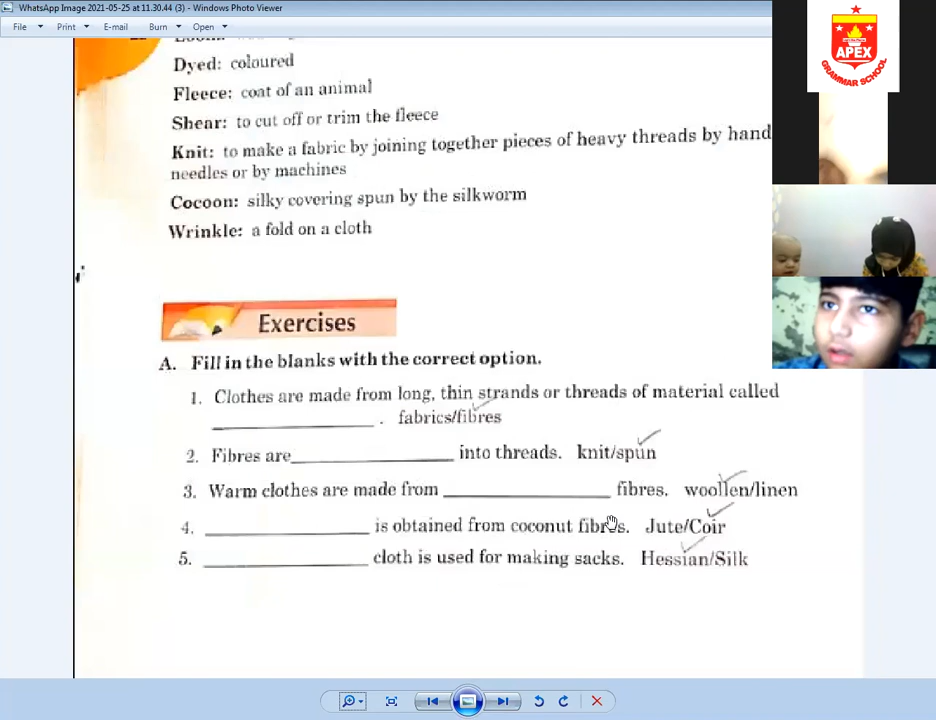 WhatsApp Image 2021-05-25 at 11.30.44 (3) - Windows Photo Viewer
File Print E-mail Burn Open
Dyed: coloured
Fleece: coat of an animal
Shear: to cut off or trim the fleece
Knit: to make a fabric by joining together pieces of heavy threads by hand
needles or by machines
Cocoon: silky covering spun by the silkworm
Wrinkle: a fold on a cloth
Exercises
A. Fill in the blanks with the correct option.
1. Clothes are made from long, thin strands or threads of material called
____________ . fabrics/fibres
2. Fibres are____________ into threads. knit/spun
3. Warm clothes are made from ____________ fibres. woollen/linen
4. ____________ is obtained from coconut fibres. Jute/Coir
5. ____________ cloth is used for making sacks. Hessian/Silk
APEX
GRAMMAR SCHOOL